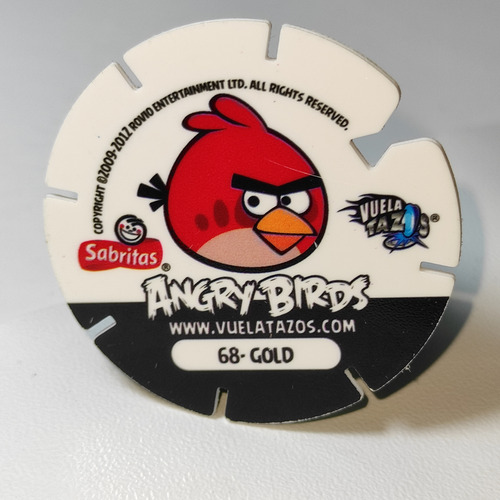 COPYRIGHT ©2009-2012 ROVIO ENTERTAINMENT LTD. ALL RIGHTS RESERVED.
Sabritas®
VUELA
TAZOS®
ANGRY-BIRDS
WWW.VUELATAZOS.COM
68- GOLD